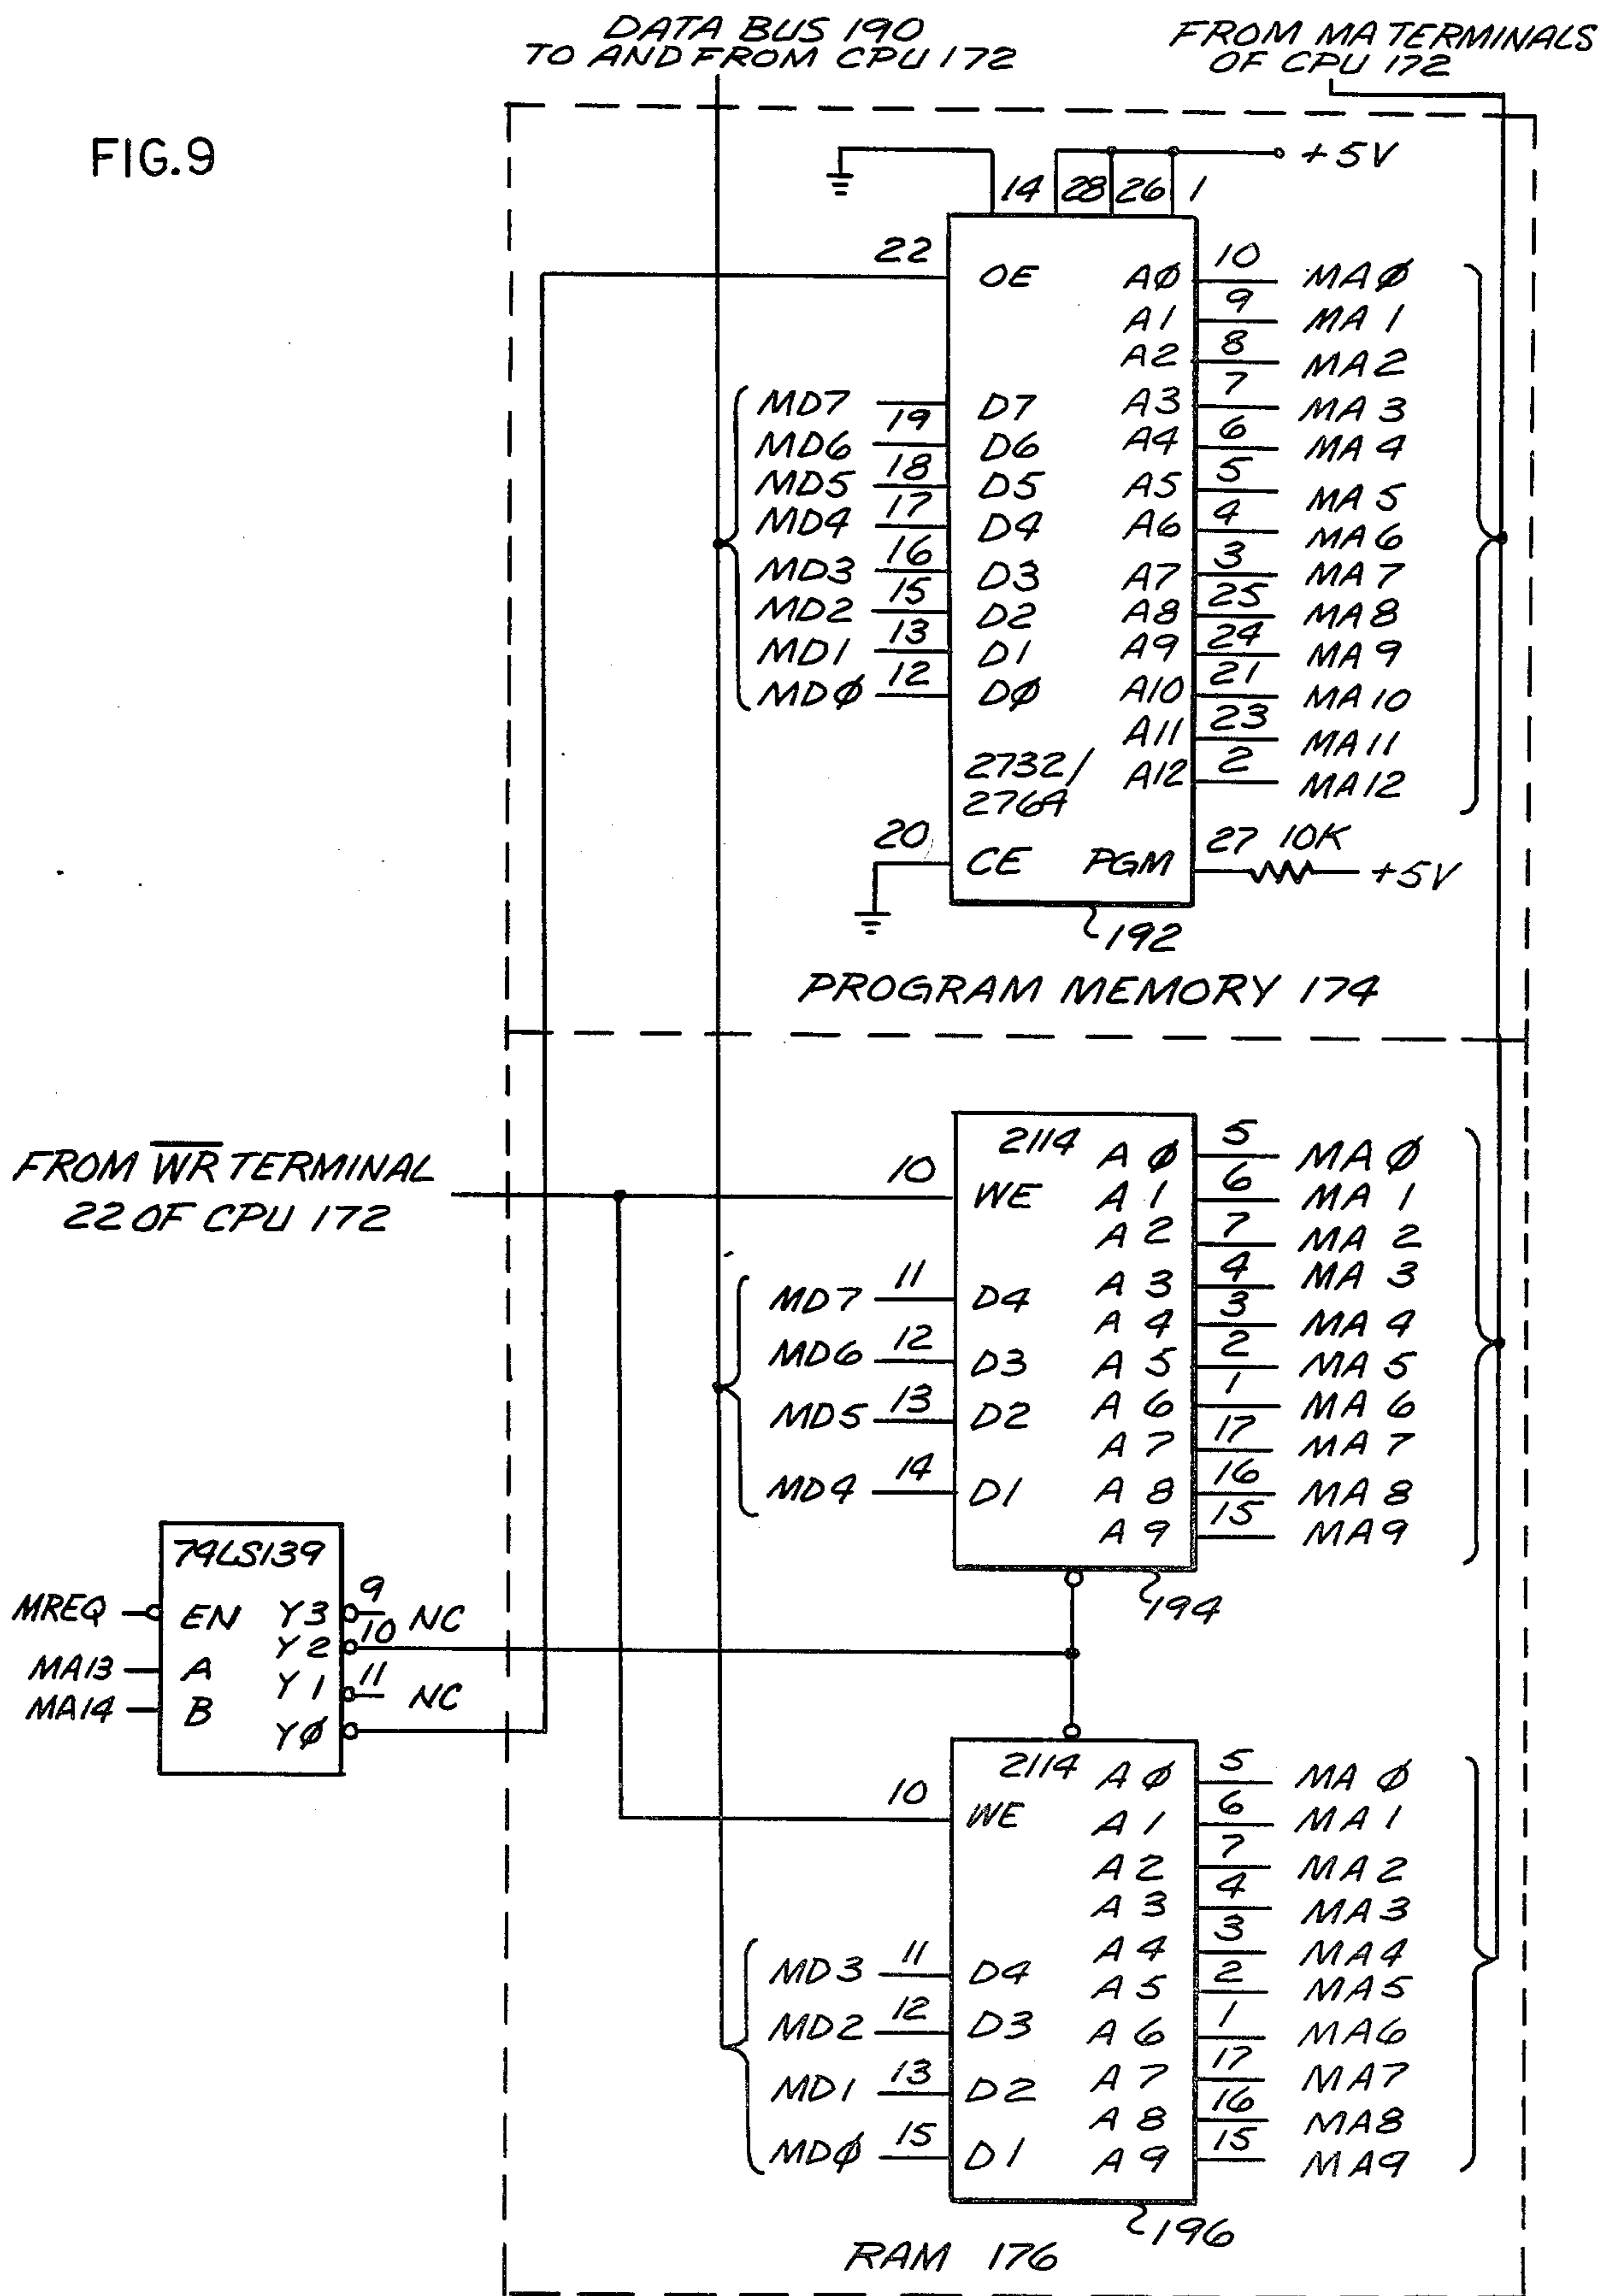 DATA BUS 190
TO AND FROM CPU 172
FROM MA TERMINALS
OF CPU 172
FIG.9
+5V
14 28 26 1
22 OE
A0 10 MA0
A1 9 MA1
A2 8 MA2
A3 7 MA3
A4 6 MA4
A5 5 MA5
A6 4 MA6
A7 3 MA7
A8 25 MA8
A9 24 MA9
A10 21 MA10
A11 23 MA11
A12 2 MA12
MD7 19 D7
MD6 18 D6
MD5 17 D5
MD4 16 D4
MD3 15 D3
MD2 13 D2
MD1 12 D1
MDØ DØ
2732/
2764
20 CE
PGM 27 10K +5V
192
PROGRAM MEMORY 174
FROM WR TERMINAL
22 OF CPU 172
2114
10 WE
MD7 11 D4
MD6 12 D3
MD5 13 D2
MD4 14 D1
AØ 5 MAØ
A1 6 MA1
A2 7 MA2
A3 4 MA3
A4 3 MA4
A5 2 MA5
A6 1 MA6
A7 17 MA7
A8 16 MA8
A9 15 MA9
194
74LS139
MREQ EN
MA13 A
MA14 B
Y3 9 NC
Y2 10
Y1 11 NC
YØ
2114
10 WE
MD3 11 D4
MD2 12 D3
MD1 13 D2
MDØ 15 D1
AØ 5 MAØ
A1 6 MA1
A2 7 MA2
A3 4 MA3
A4 3 MA4
A5 2 MA5
A6 1 MA6
A7 17 MA7
A8 16 MA8
A9 15 MA9
196
RAM 176